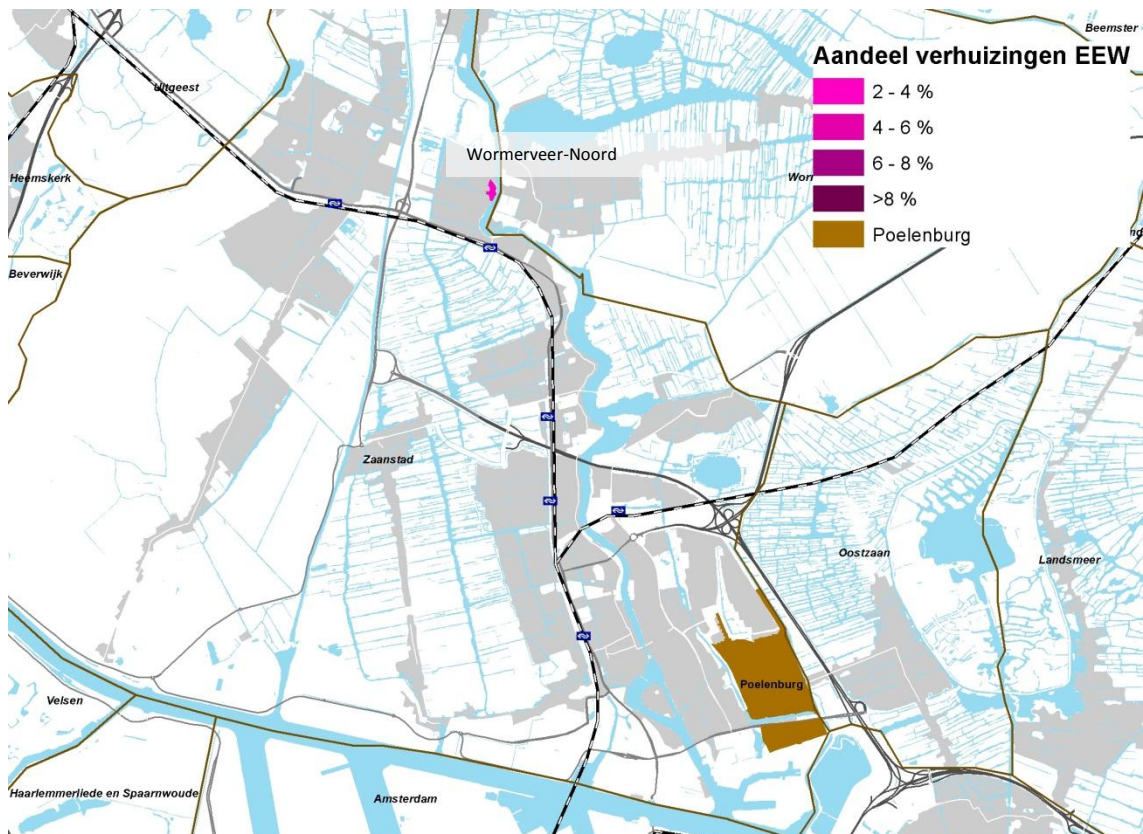 Beemster
Aandeel verhuizingen EEW
2 - 4 %
4 - 6 %
6 - 8 %
>8 %
Poelenburg
Uitgeest
Wormerveer-Noord
Heemskerk
Beverwijk
Zaanstad
Oostzaan
Landsmeer
Poelenburg
Velsen
Haarlemmerliede en Spaarnwoude
Amsterdam